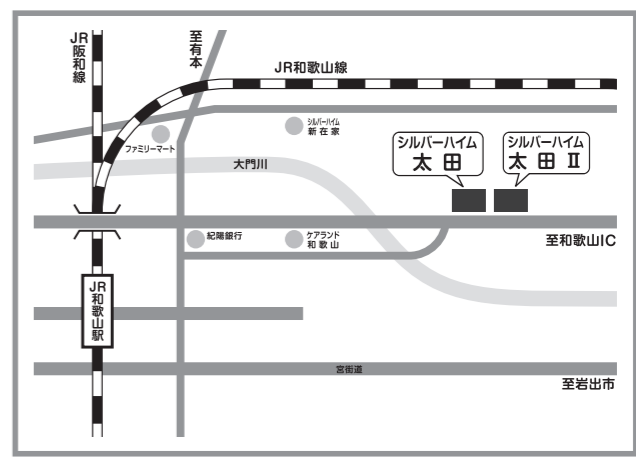 JR阪和線
至有本
JR和歌山線
ファミリーマート
シルバーハイム
新在家
シルバーハイム
太田
シルバーハイム
太田Ⅱ
大門川
紀陽銀行
ケアランド
和歌山
至和歌山IC
JR和歌山駅
宮街道
至岩出市